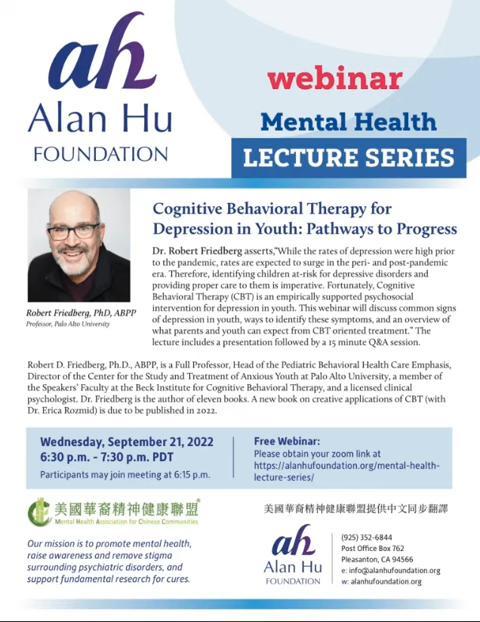 ah
webinar
Alan Hu
FOUNDATION
Mental Health
LECTURE SERIES
Cognitive Behavioral Therapy for
Depression in Youth: Pathways to Progress
Dr. Robert Friedberg asserts,“While the rates of depression were high prior
to the pandemic, rates are expected to surge in the peri- and post-pandemic
era. Therefore, identifying children at-risk for depressive disorders and
providing proper care to them is imperative. Fortunately, Cognitive
Behavioral Therapy (CBT) is an empirically supported psychosocial
intervention for depression in youth. This webinar will discuss common signs
of depression in youth, ways to identify these symptoms, and an overview of
what parents and youth can expect from CBT oriented treatment.” The
lecture includes a presentation followed by a 15 minute Q&A session.
Robert Friedberg, PhD, ABPP
Professor, Palo Alto University
Robert D. Friedberg, Ph.D., ABPP, is a Full Professor, Head of the Pediatric Behavioral Health Care Emphasis,
Director of the Center for the Study and Treatment of Anxious Youth at Palo Alto University, a member of
the Speakers’ Faculty at the Beck Institute for Cognitive Behavioral Therapy, and a licensed clinical
psychologist. Dr. Friedberg is the author of eleven books. A new book on creative applications of CBT (with
Dr. Erica Rozmid) is due to be published in 2022.
Wednesday, September 21, 2022
6:30 p.m. - 7:30 p.m. PDT
Participants may join meeting at 6:15 p.m.
Free Webinar:
Please obtain your zoom link at
https://alanhufoundation.org/mental-health-
lecture-series/
美國華裔精神健康聯盟®
Mental Health Association for Chinese Communities
美國華裔精神健康聯盟提供中文同步翻譯
Our mission is to promote mental health,
raise awareness and remove stigma
surrounding psychiatric disorders, and
support fundamental research for cures.
ah
Alan Hu
FOUNDATION
(925) 352-6844
Post Office Box 762
Pleasanton, CA 94566
e: info@alanhufoundation.org
w: alanhufoundation.org